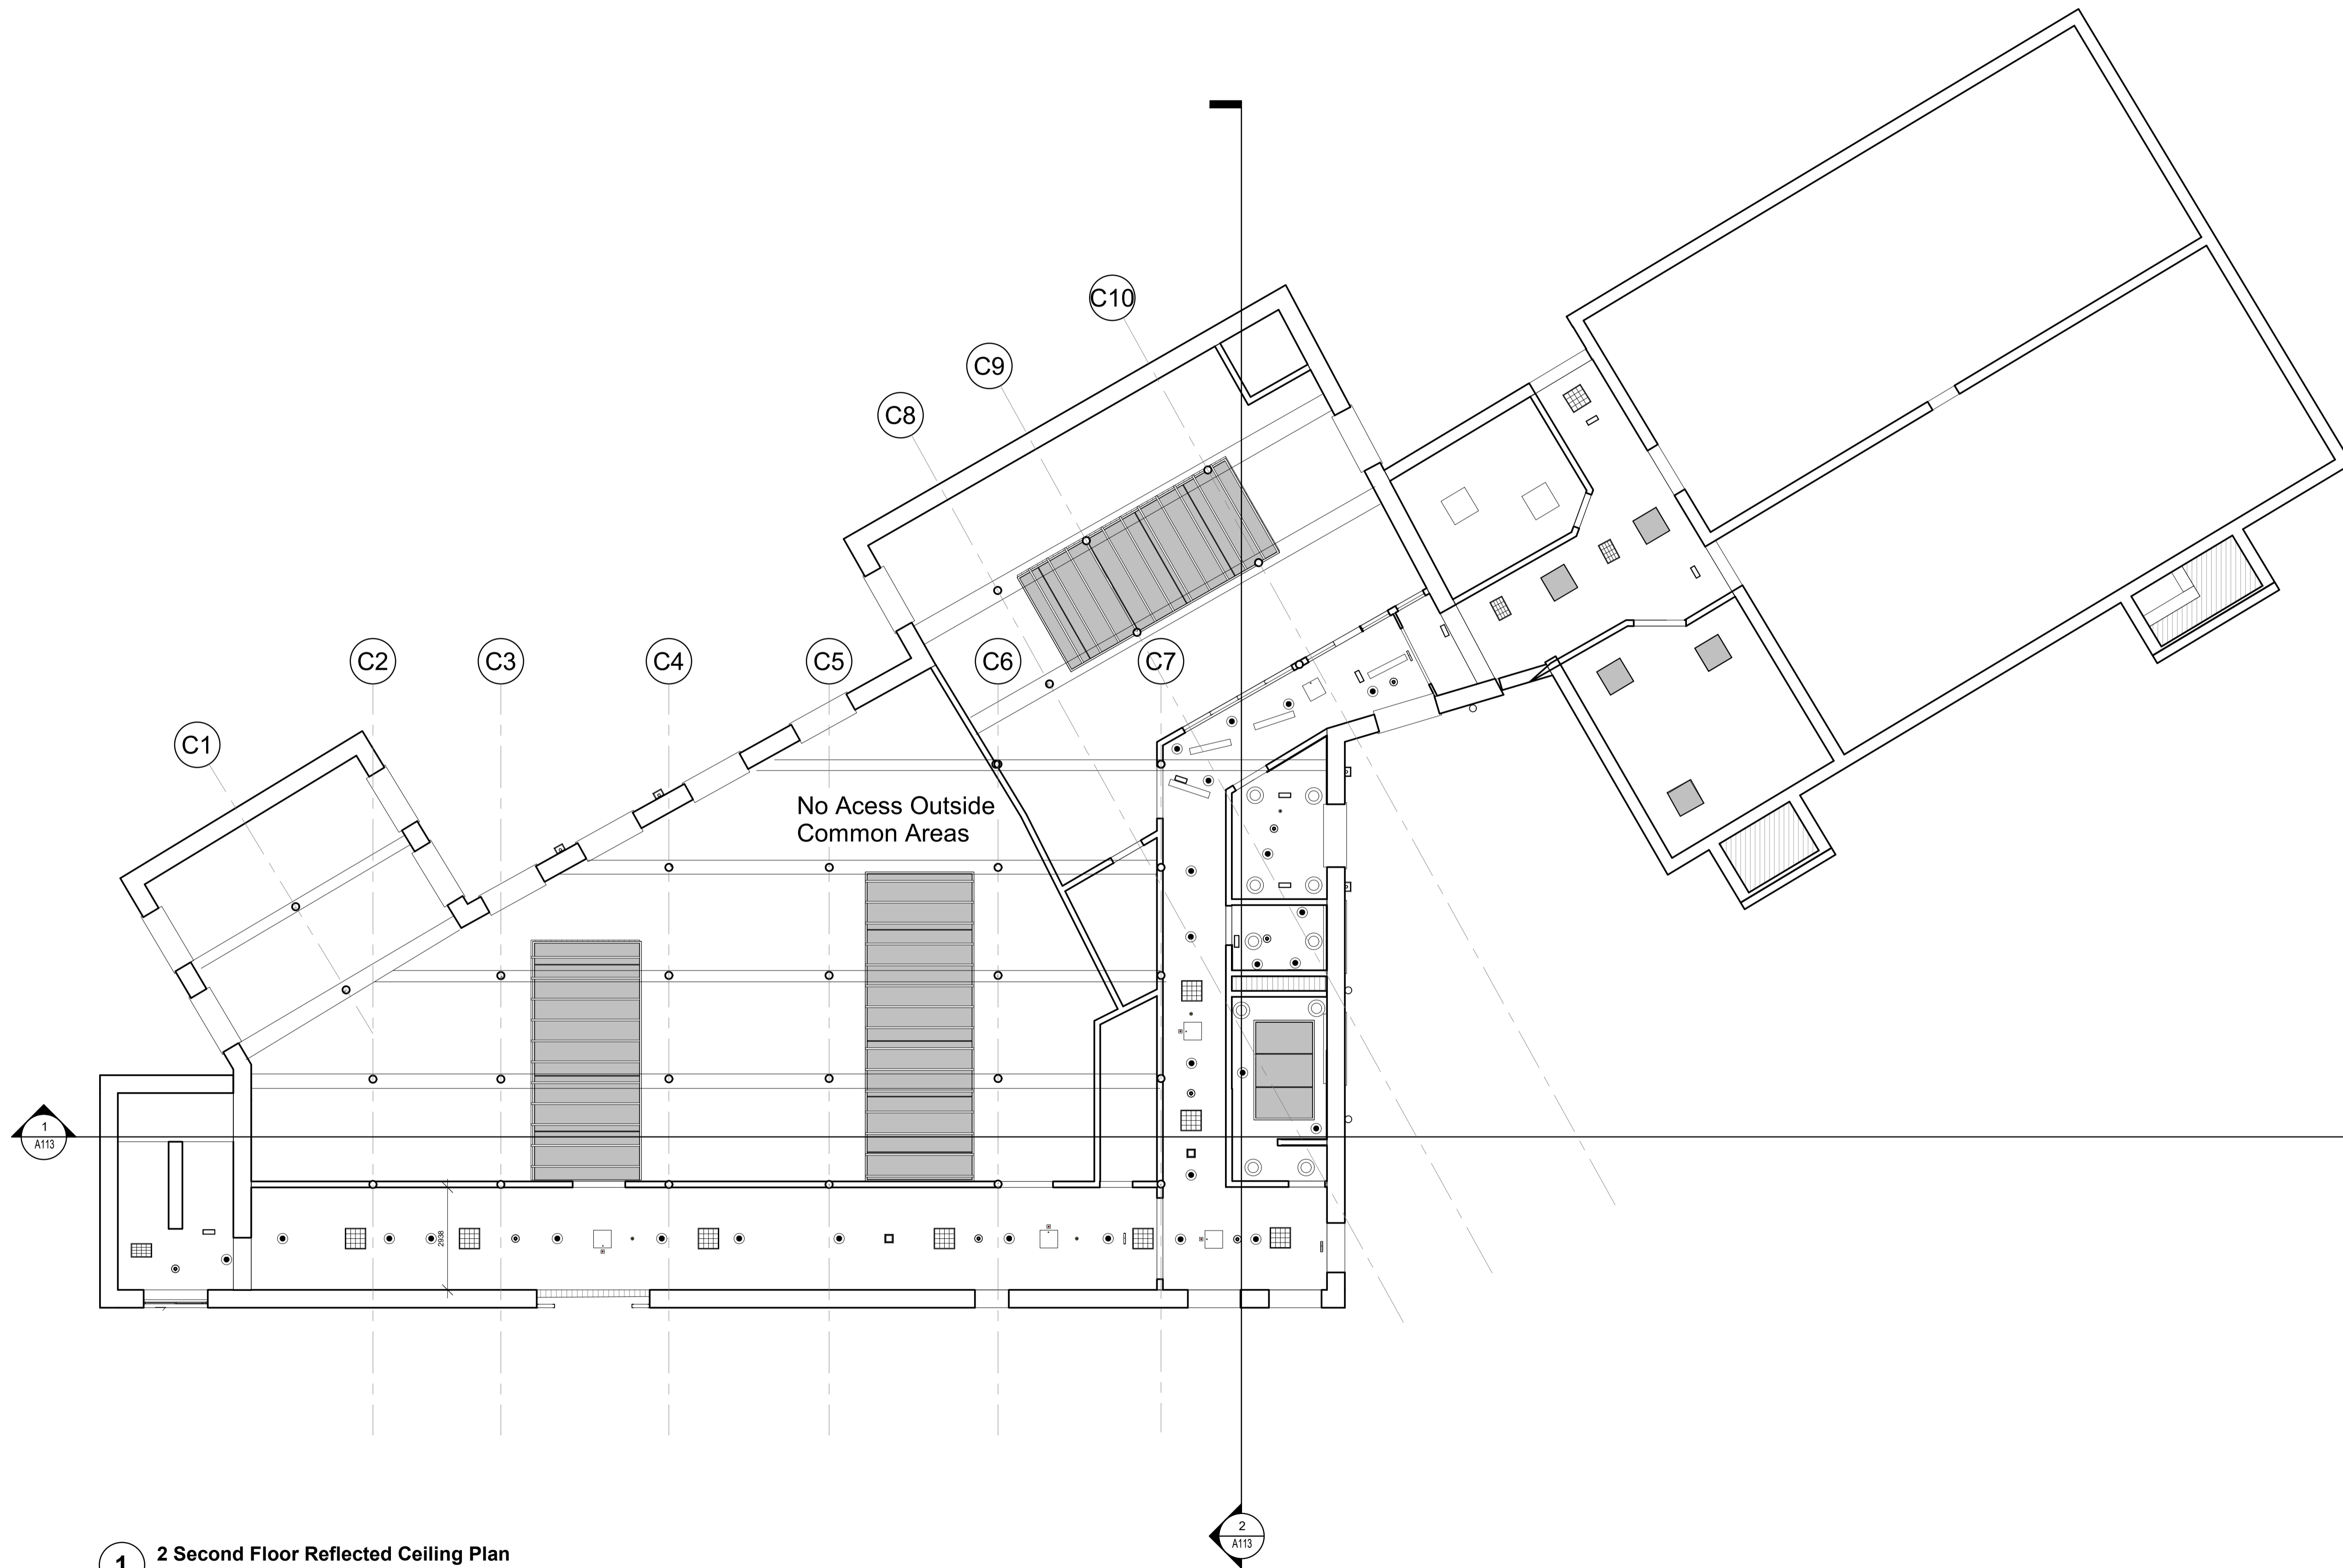 C10
C9
C8
C2
C3
C4
C5
C6
C7
C1
No Acess Outside
Common Areas
1
A113
2938
2
A113
1
2 Second Floor Reflected Ceiling Plan